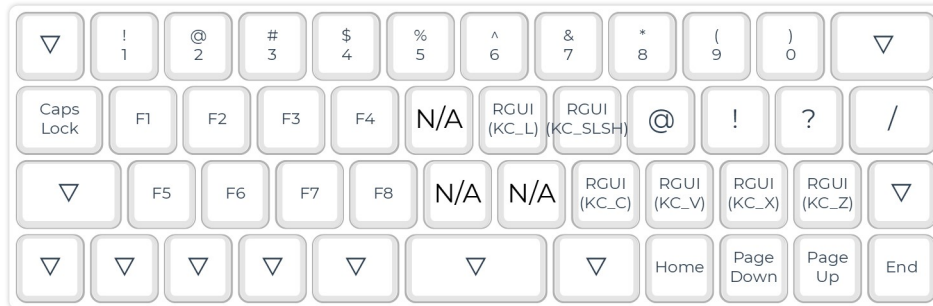 ▽ ! @ # $ % ^ & * ( ) ▽
1 2 3 4 5 6 7 8 9 0
Caps Lock F1 F2 F3 F4 N/A RGUI (KC_L) RGUI (KC_SLSH) @ ! ? /
▽ F5 F6 F7 F8 N/A N/A RGUI (KC_C) RGUI (KC_V) RGUI (KC_X) RGUI (KC_Z) ▽
▽ ▽ ▽ ▽ ▽ ▽ ▽ Home Page Down Page Up End